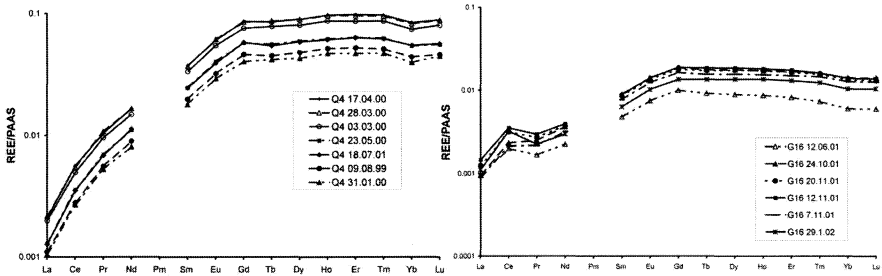 0.1
0.01
0.001
REE/PAAS
Q4 17.04.00
Q4 28.03.00
Q4 03.03.00
Q4 23.05.00
Q4 18.07.01
Q4 09.08.99
Q4 31.01.00
La Ce Pr Nd Pm Sm Eu Gd Tb Dy Ho Er Tm Yb Lu
0.1
0.01
0.001
0.0001
REE/PAAS
G16 12.06.01
G16 24.10.01
G16 20.11.01
G16 12.11.01
G16 7.11.01
G16 29.1.02
La Ce Pr Nd Pm Sm Eu Gd Tb Dy Ho Er Tm Yb Lu